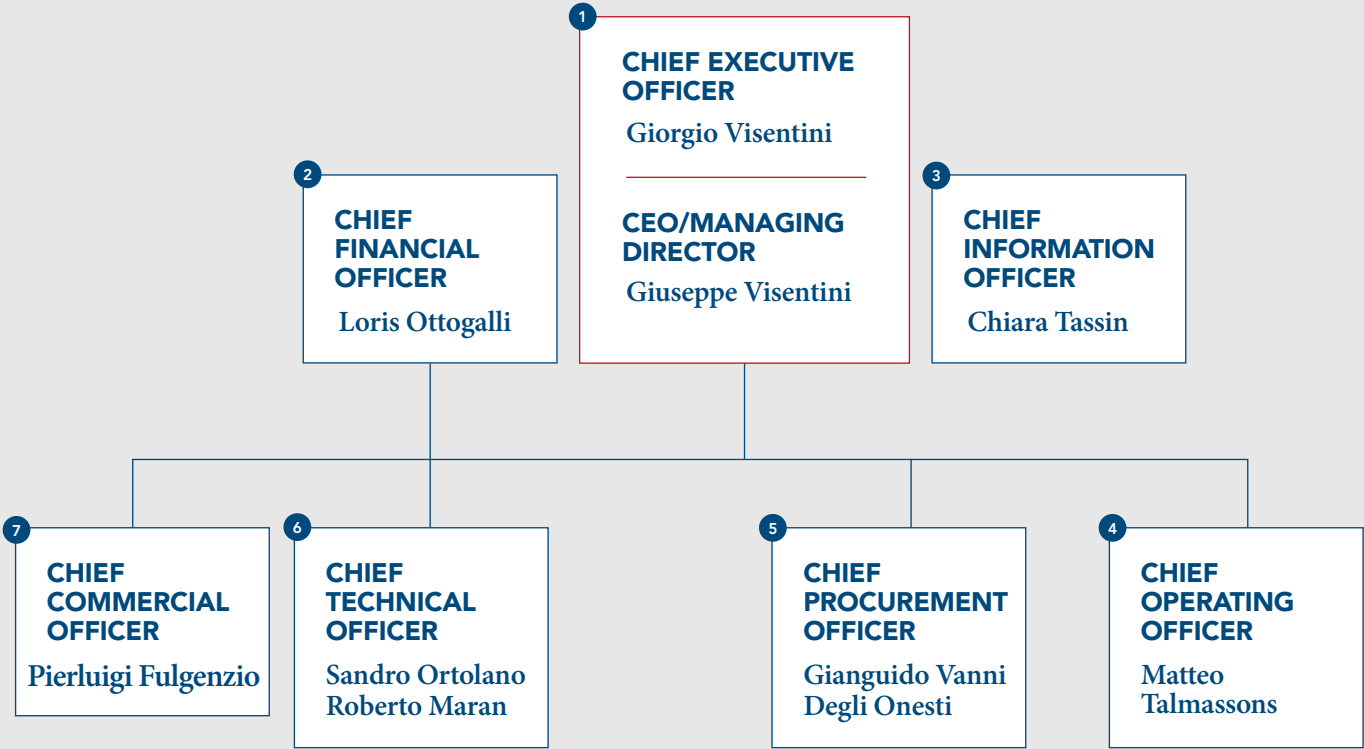 1
CHIEF EXECUTIVE
OFFICER
Giorgio Visentini
CEO/MANAGING
DIRECTOR
Giuseppe Visentini
2
CHIEF
FINANCIAL
OFFICER
Loris Ottogalli
3
CHIEF
INFORMATION
OFFICER
Chiara Tassin
7
CHIEF
COMMERCIAL
OFFICER
Pierluigi Fulgenzio
6
CHIEF
TECHNICAL
OFFICER
Sandro Ortolano
Roberto Maran
5
CHIEF
PROCUREMENT
OFFICER
Gianguido Vanni
Degli Onesti
4
CHIEF
OPERATING
OFFICER
Matteo
Talmassons